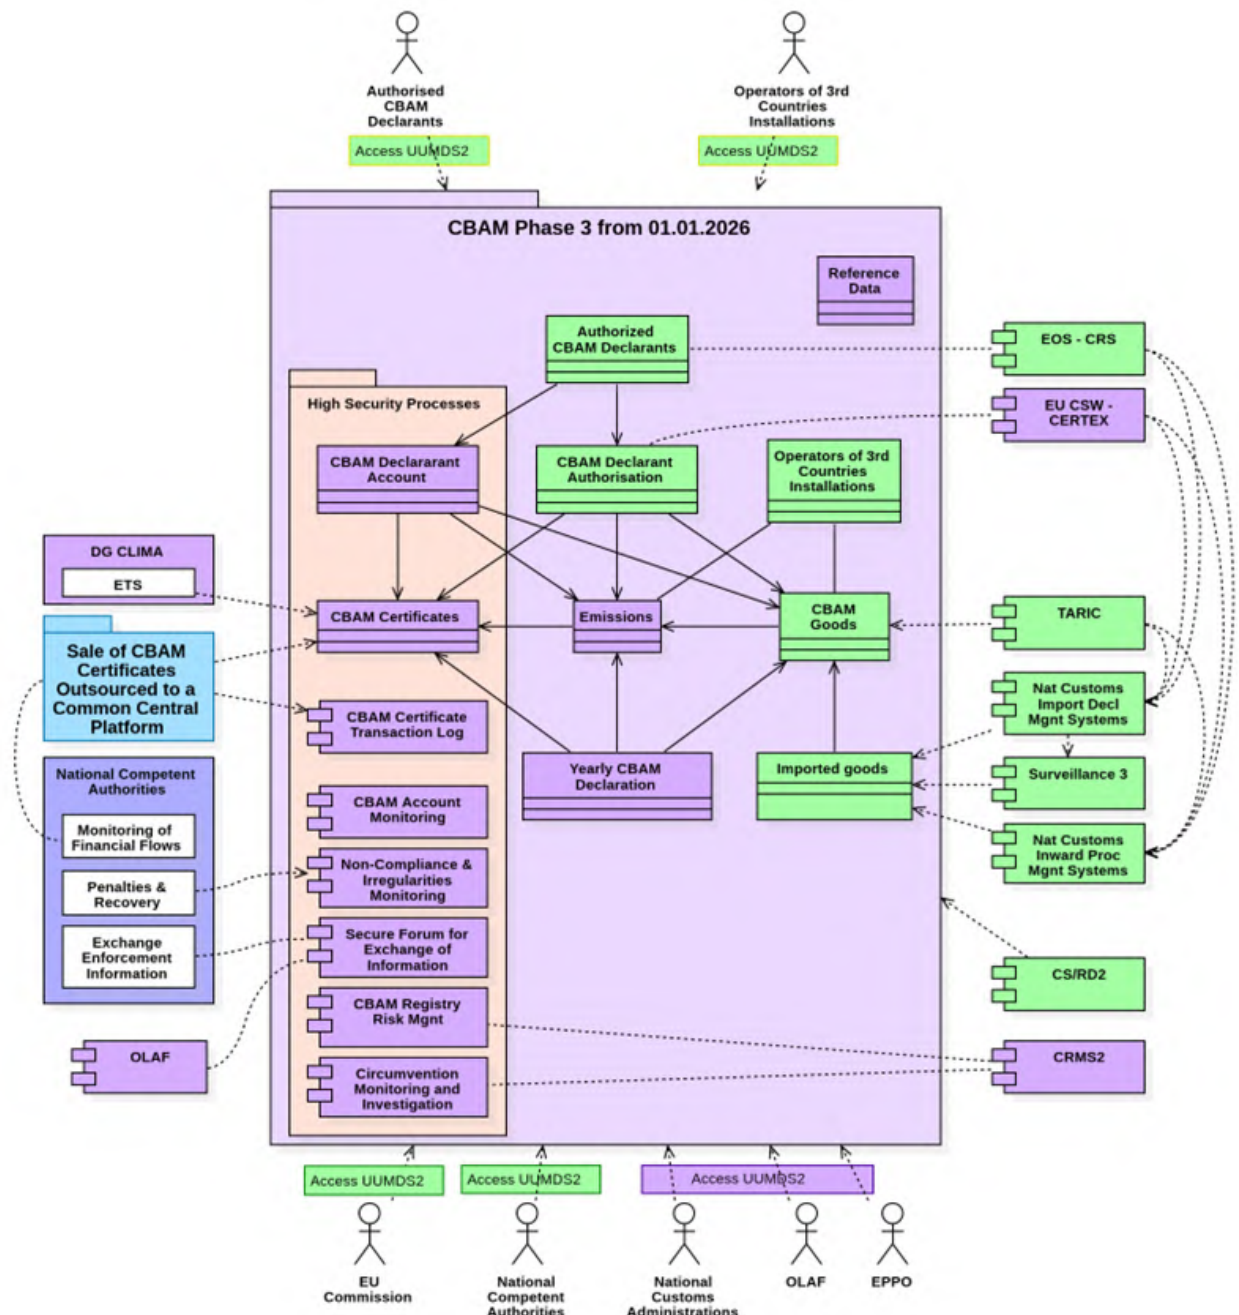 Authorised
CBAM
Declarants
Operators of 3rd
Countries
Installations
Access UUMDS2
Access UUMDS2
CBAM Phase 3 from 01.01.2026
Reference
Data
Authorized
CBAM Declarants
EOS - CRS
High Security Processes
EU CSW -
CERTEX
CBAM Declararant
Account
CBAM Declarant
Authorisation
Operators of 3rd
Countries
Installations
DG CLIMA
ETS
CBAM Certificates
Emissions
CBAM
Goods
TARIC
Sale of CBAM
Certificates
Outsourced to a
Common Central
Platform
CBAM Certificate
Transaction Log
Nat Customs
Import Decl
Mgnt Systems
National Competent
Authorities
Yearly CBAM
Declaration
Imported goods
Surveillance 3
Monitoring of
Financial Flows
CBAM Account
Monitoring
Nat Customs
Inward Proc
Mgnt Systems
Penalties &
Recovery
Non-Compliance &
Irregularities
Monitoring
Exchange
Enforcement
Information
Secure Forum for
Exchange of
Information
CS/RD2
CBAM Registry
Risk Mgnt
OLAF
CRMS2
Circumvention
Monitoring and
Investigation
Access UUMDS2
Access UUMDS2
Access UUMDS2
EU
Commission
National
Competent
Authorities
National
Customs
Administrations
OLAF
EPPO